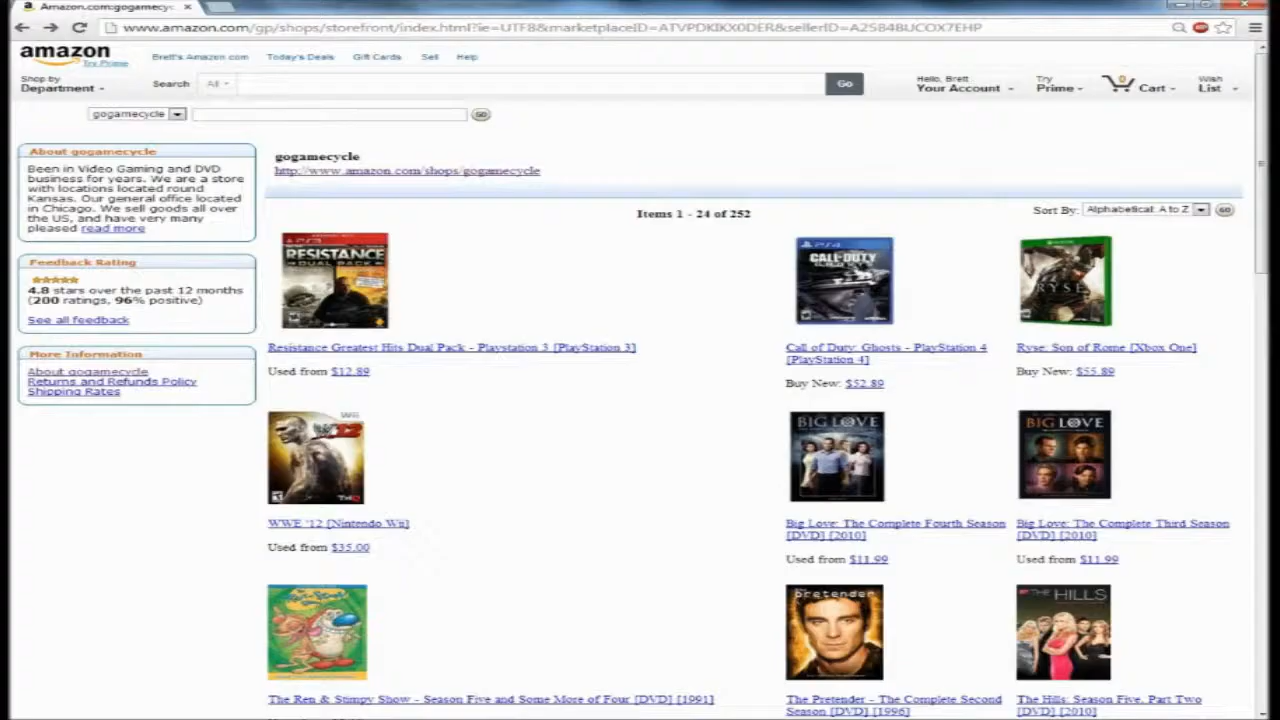 Amazon.com:gogamecyc
www.amazon.com/gp/shops/storefront/index.html?ie=UTF8&marketplaceID=ATVPDKIKX0DER&sellerID=A2S84BUCOX7EHP
amazon
Try Prime
Brett's Amazon.com Today's Deals Gift Cards Sell Help
Shop by
Department
Search All Go
Hello, Brett
Your Account
Try
Prime
0
Cart
Wish
List
gogamecycle GO
About gogamecycle
Been in Video Gaming and DVD
business for years. We are a store
with locations located round
Kansas. Our general office located
in Chicago. We sell goods all over
the US, and have very many
pleased read more
Feedback Rating
4.8 stars over the past 12 months
(200 ratings, 96% positive)
See all feedback
More Information
About gogamecycle
Returns and Refunds Policy
Shipping Rates
gogamecycle
http://www.amazon.com/shops/gogamecycle
Items 1 - 24 of 252
Sort By: Alphabetical: A to Z GO
RESISTANCE
DUAL PACK
PS4
CALL OF DUTY
GHOSTS
RYSE
Resistance Greatest Hits Dual Pack - Playstation 3 [PlayStation 3]
Used from $12.89
Call of Duty: Ghosts - PlayStation 4
[PlayStation 4]
Buy New: $52.89
Ryse: Son of Rome [Xbox One]
Buy New: $55.89
Wii
W12
THQ
BIG LOVE
BIG LOVE
WWE '12 [Nintendo Wii]
Used from $35.00
Big Love: The Complete Fourth Season
[DVD] [2010]
Used from $11.99
Big Love: The Complete Third Season
[DVD] [2010]
Used from $11.99
pretender
THE HILLS
The Ren & Stimpy Show - Season Five and Some More of Four [DVD] [1991]
The Pretender - The Complete Second
Season [DVD] [1996]
The Hills: Season Five, Part Two
[DVD] [2010]